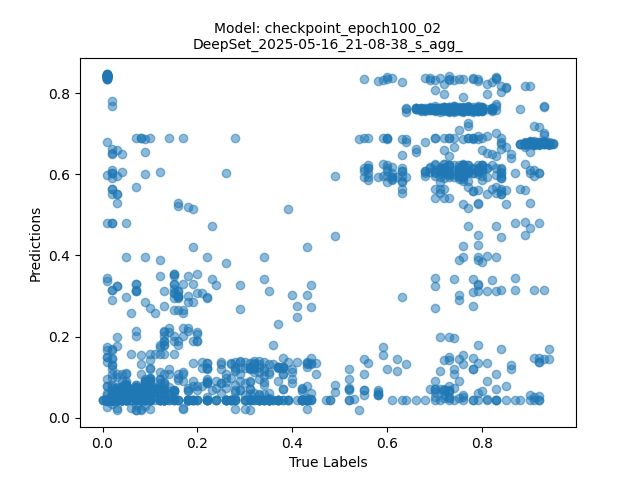 Model: checkpoint_epoch100_02
DeepSet_2025-05-16_21-08-38_s_agg_
0.8
0.6
0.4
0.2
0.0
Predictions
0.0 0.2 0.4 0.6 0.8
True Labels